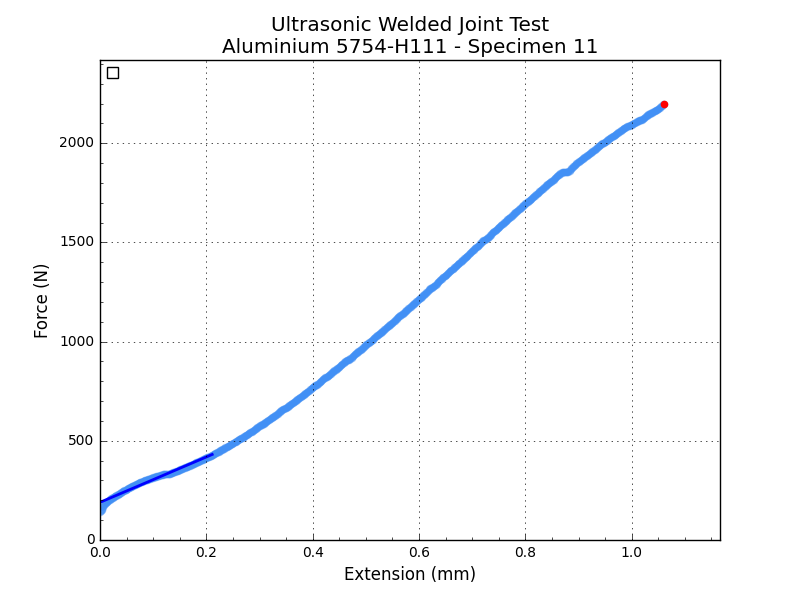 Ultrasonic Welded Joint Test
Aluminium 5754-H111 - Specimen 11
2000
1500
1000
500
0
Force (N)
0.0 0.2 0.4 0.6 0.8 1.0
Extension (mm)